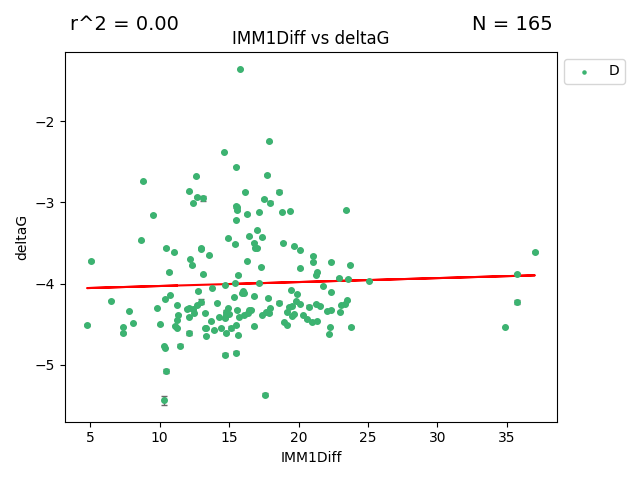 r^2 = 0.00
N = 165
IMM1Diff vs deltaG
D
−2
−3
−4
−5
deltaG
5 10 15 20 25 30 35
IMM1Diff